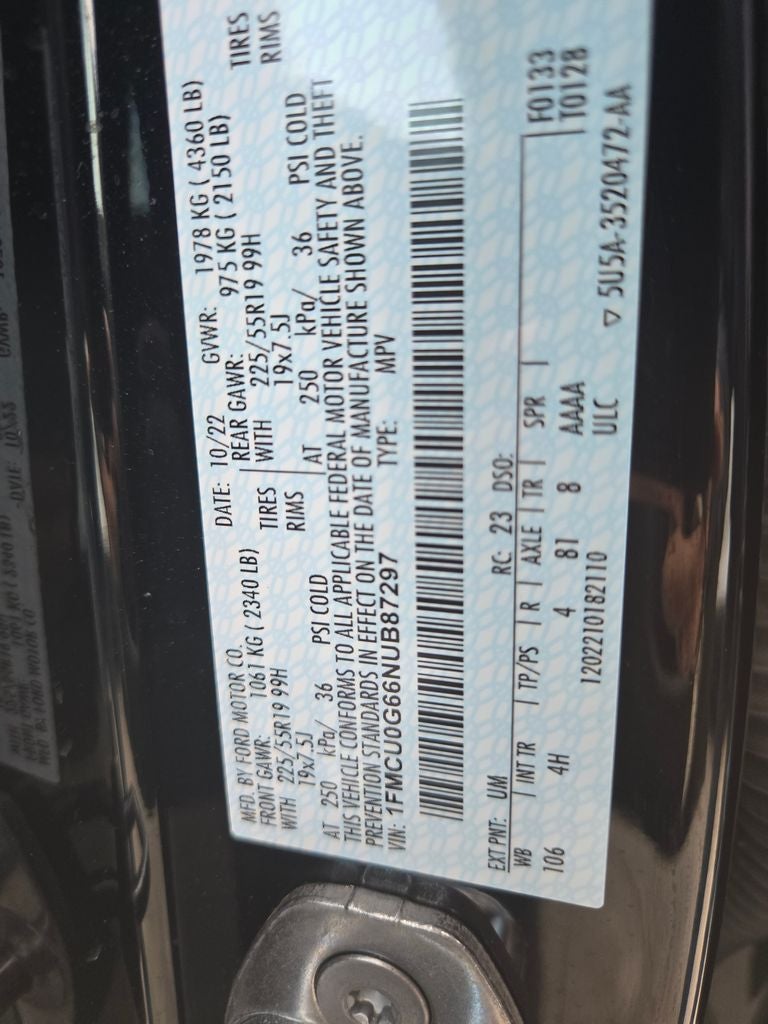 MFD. BY FORD MOTOR CO.
DATE: 10/22 GVWR: 1978 KG ( 4360 LB)
FRONT GAWR: 1061 KG ( 2340 LB) REAR GAWR: 975 KG ( 2150 LB)
WITH 225/55R19 99H TIRES WITH 225/55R19 99H TIRES
19x7.5J RIMS 19x7.5J RIMS
AT 250 kPa/ 36 PSI COLD AT 250 kPa/ 36 PSI COLD
THIS VEHICLE CONFORMS TO ALL APPLICABLE FEDERAL MOTOR VEHICLE SAFETY AND THEFT
PREVENTION STANDARDS IN EFFECT ON THE DATE OF MANUFACTURE SHOWN ABOVE.
VIN: 1FMCU0G66NUB87297 TYPE: MPV
EXT PNT: UM RC: 23 DSO: F0133
WB INT TR TP/PS R AXLE TR SPR T0128
106 4H 4 81 8 AAAA
1202210182110 ULC ▽ 5U5A-3520472-AA